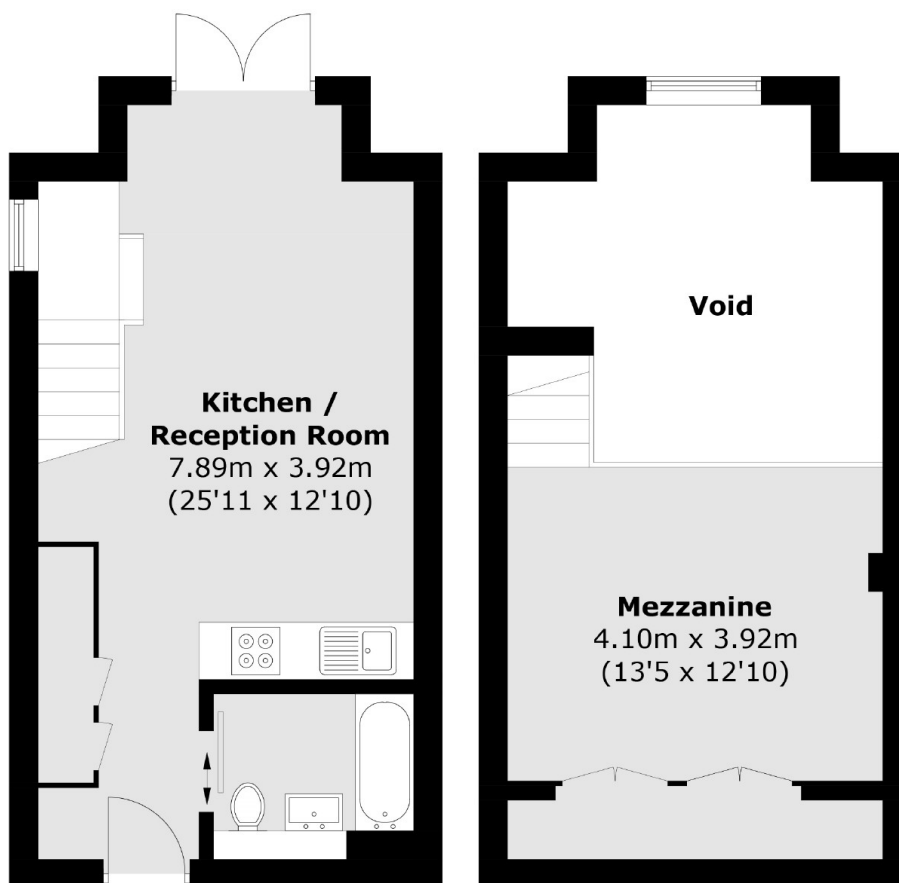 Kitchen /
Reception Room
7.89m x 3.92m
(25'11 x 12'10)
Void
Mezzanine
4.10m x 3.92m
(13'5 x 12'10)